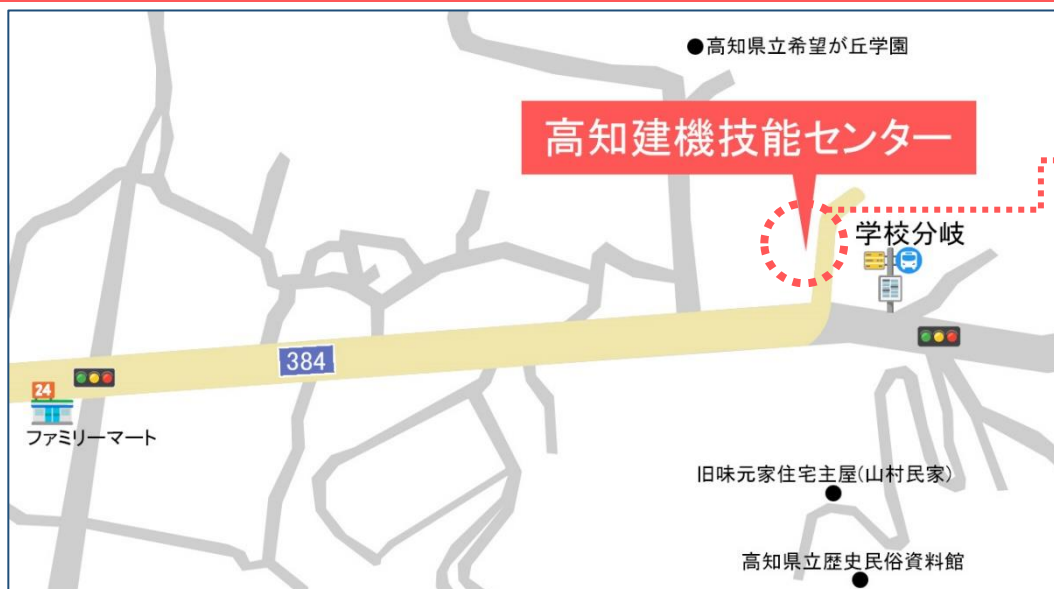 高知県立希望が丘学園
高知建機技能センター
学校分岐
384
24
ファミリーマート
旧味元家住宅主屋(山村民家)
高知県立歴史民俗資料館